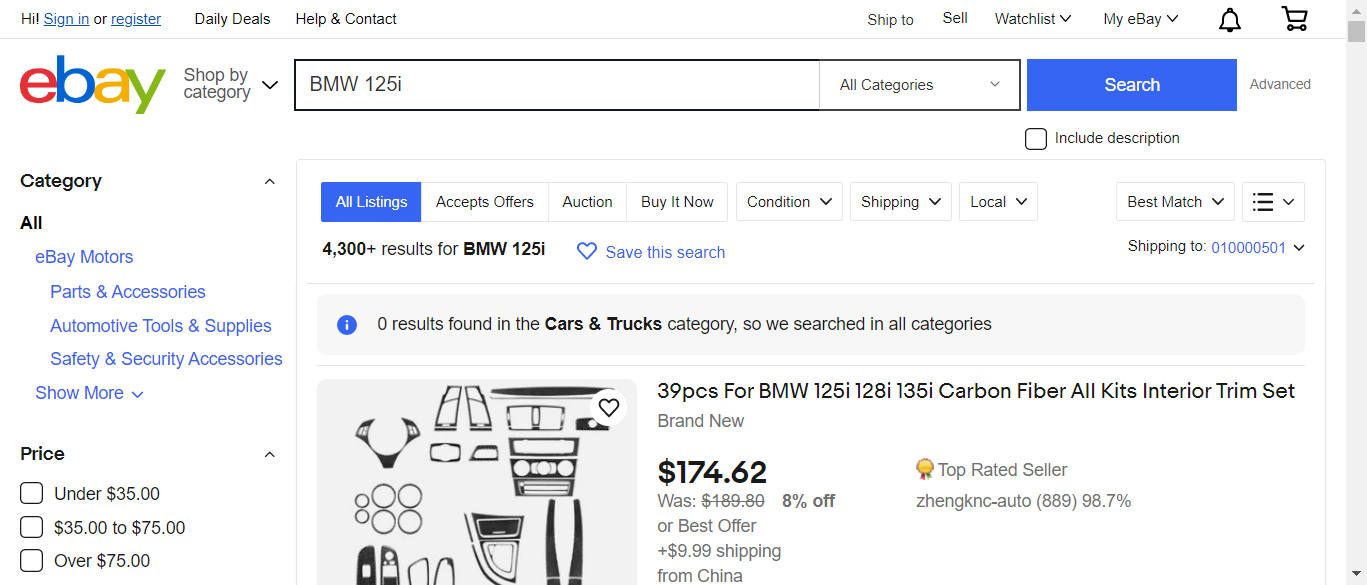 Hi! Sign in or register Daily Deals Help & Contact Ship to Sell Watchlist My eBay
ebay
Shop by
category
BMW 125i
All Categories
Search
Advanced
Include description
Category
All
eBay Motors
Parts & Accessories
Automotive Tools & Supplies
Safety & Security Accessories
Show More
Price
Under $35.00
$35.00 to $75.00
Over $75.00
All Listings Accepts Offers Auction Buy It Now Condition Shipping Local Best Match
4,300+ results for BMW 125i Save this search Shipping to: 010000501
0 results found in the Cars & Trucks category, so we searched in all categories
39pcs For BMW 125i 128i 135i Carbon Fiber All Kits Interior Trim Set
Brand New
$174.62
Was: $189.80 8% off
or Best Offer
+$9.99 shipping
from China
Top Rated Seller
zhengknc-auto (889) 98.7%